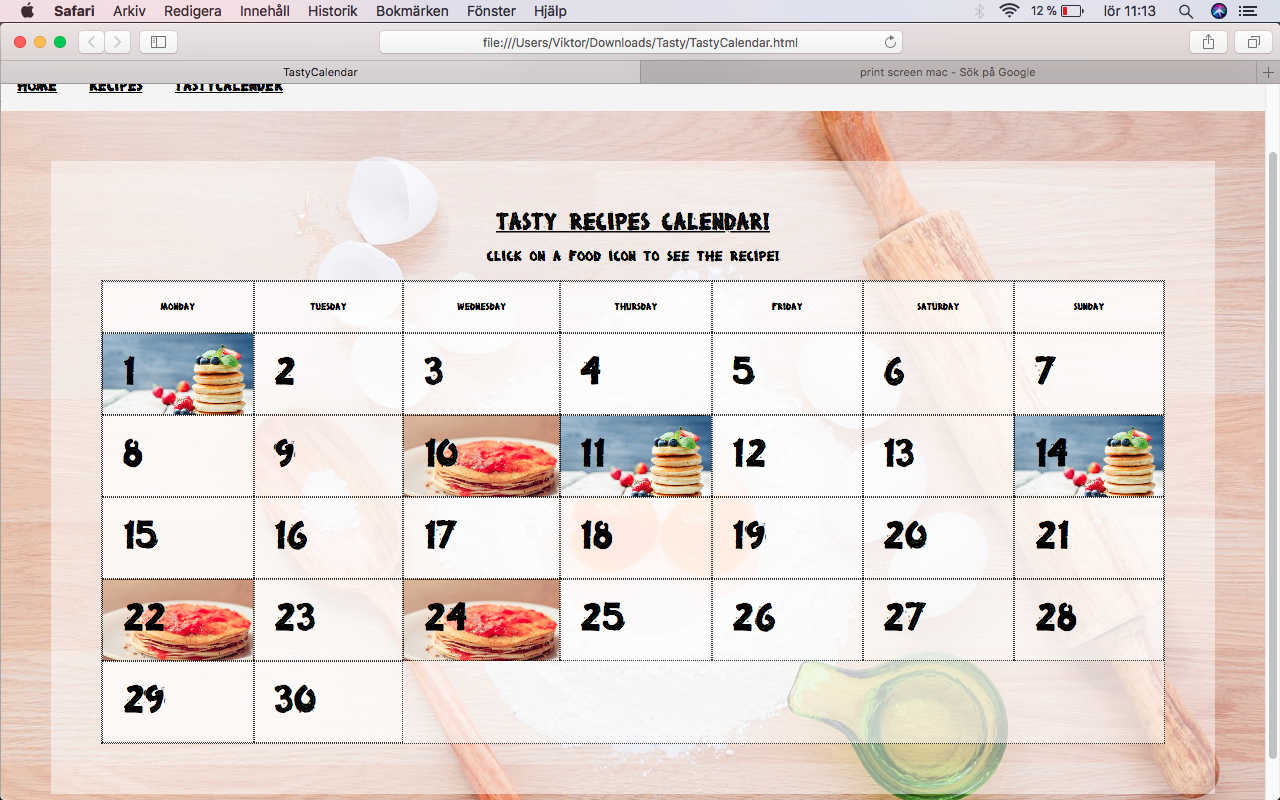 Safari Arkiv Redigera Innehåll Historik Bokmärken Fönster Hjälp 12 % lör 11:13
file:///Users/Viktor/Downloads/Tasty/TastyCalendar.html
TastyCalendar print screen mac - Sök på Google
HOME RECIPES TASTYCALENDER
TASTY RECIPES CALENDAR!
CLICK ON A FOOD ICON TO SEE THE RECIPE!
MONDAY TUESDAY WEDNESDAY THURSDAY FRIDAY SATURDAY SUNDAY
1 2 3 4 5 6 7
8 9 10 11 12 13 14
15 16 17 18 19 20 21
22 23 24 25 26 27 28
29 30